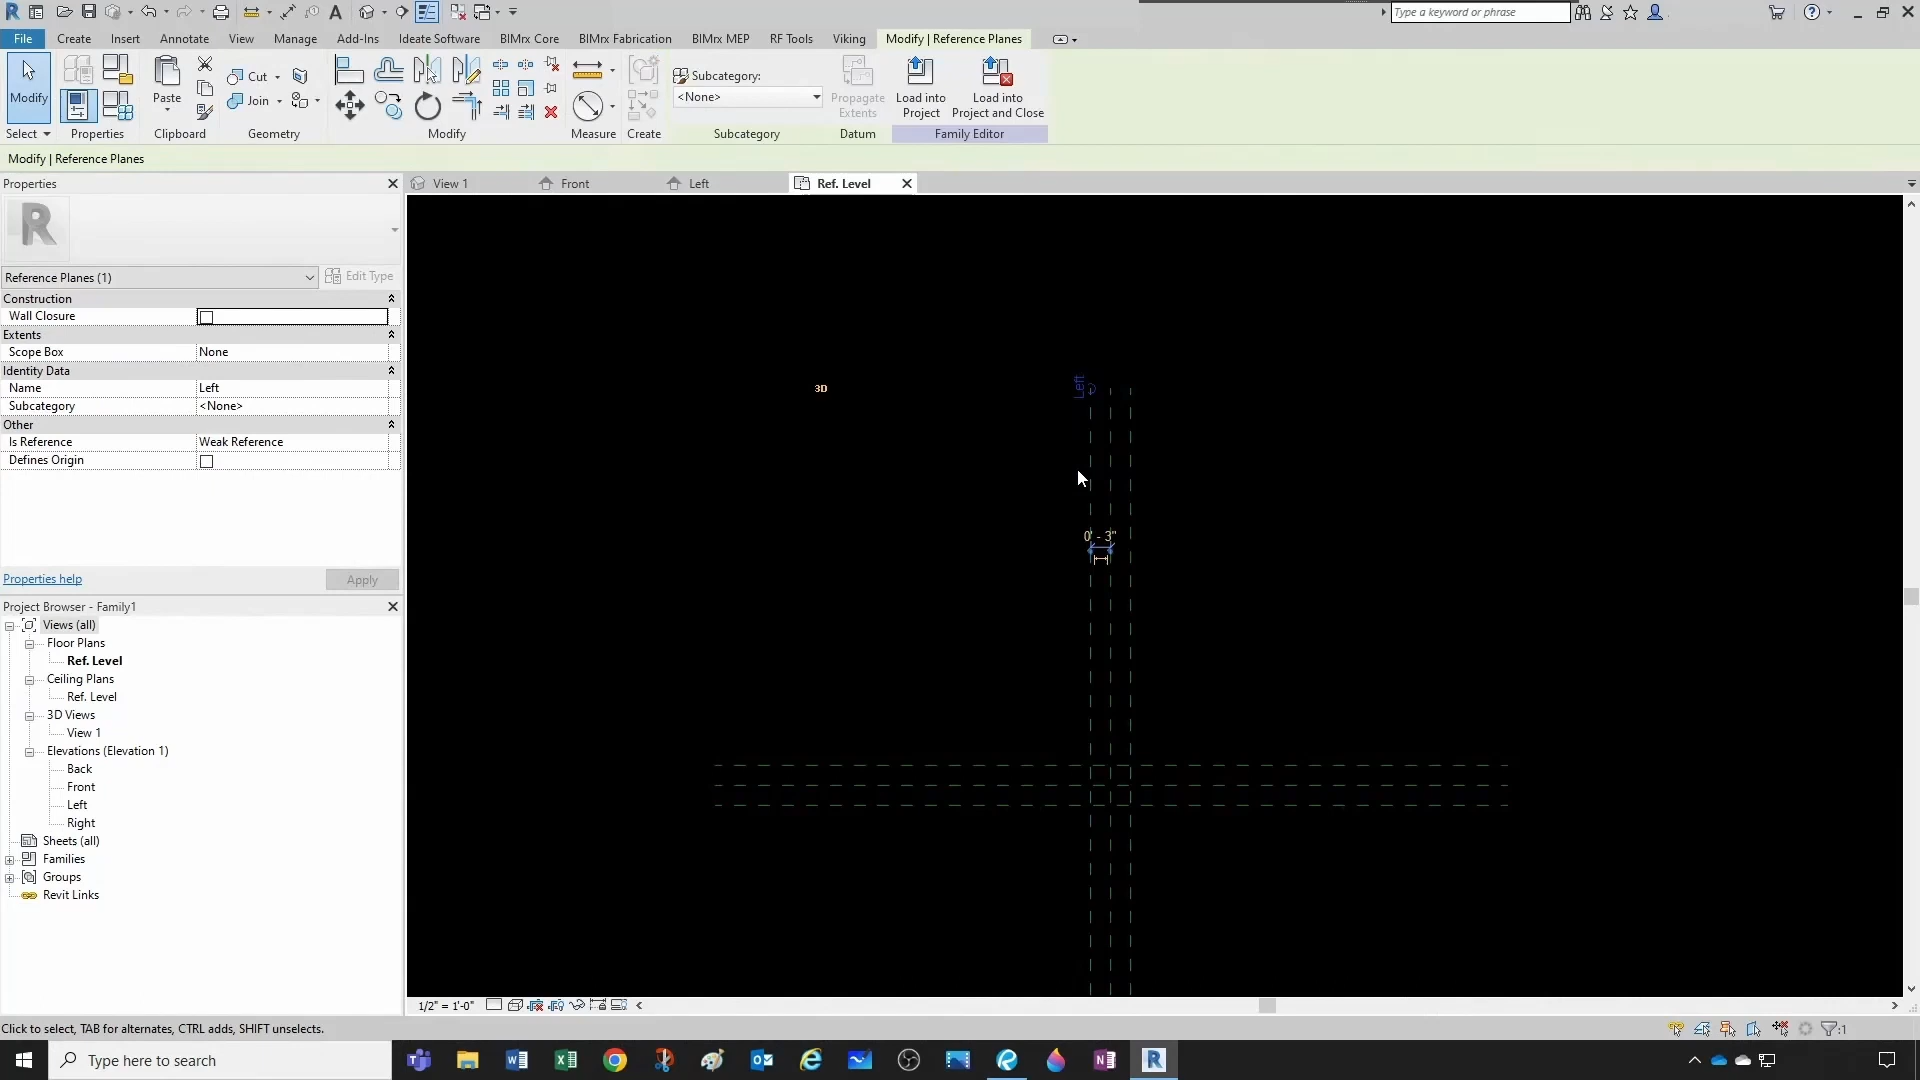 Type a keyword or phrase
File Create Insert Annotate View Manage Add-Ins Ideate Software BIMrx Core BIMrx Fabrication BIMrx MEP RF Tools Viking Modify | Reference Planes
Modify
Paste
Cut
Join
Subcategory:
<None>
Propagate
Extents
Load into
Project
Load into
Project and Close
Select Properties Clipboard Geometry Modify Measure Create Subcategory Datum Family Editor
Modify | Reference Planes
Properties
View 1 Front Left Ref. Level
Reference Planes (1)
Edit Type
Construction
Wall Closure
Extents
Scope Box None
Identity Data
Name Left
Subcategory <None>
Other
Is Reference Weak Reference
Defines Origin
Properties help
Apply
Project Browser - Family1
Views (all)
Floor Plans
Ref. Level
Ceiling Plans
Ref. Level
3D Views
View 1
Elevations (Elevation 1)
Back
Front
Left
Right
Sheets (all)
Families
Groups
Revit Links
3D
Left
0' - 3"
1/2" = 1'-0"
Click to select, TAB for alternates, CTRL adds, SHIFT unselects.
:1
Type here to search